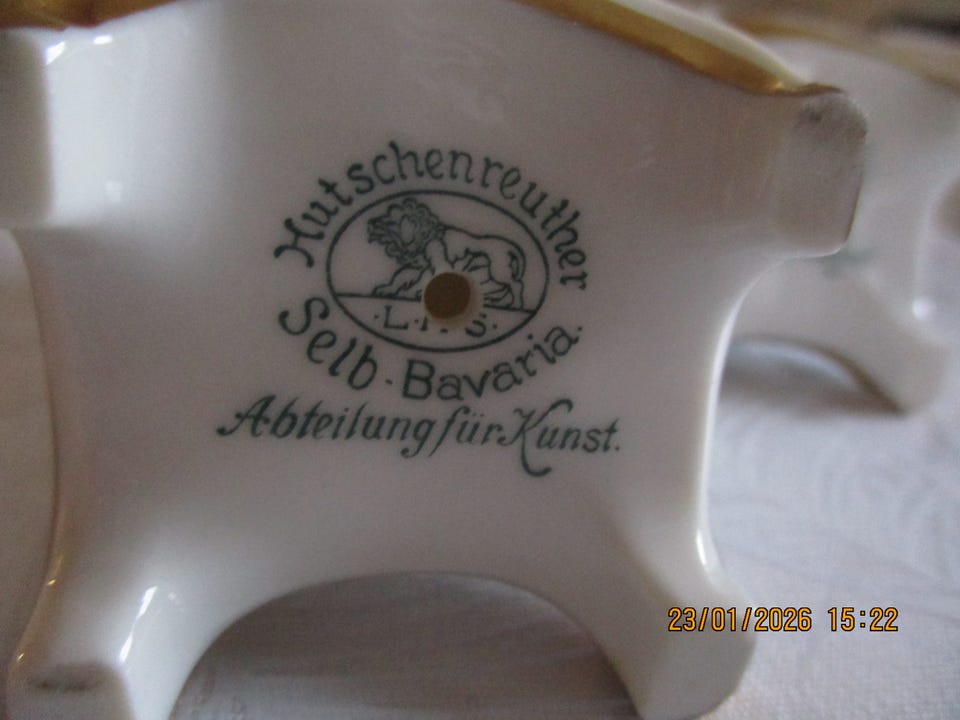 Hutschenreuther
L.H.S.
Selb · Bavaria.
Abteilung für Kunst.
23/01/2026 15:22